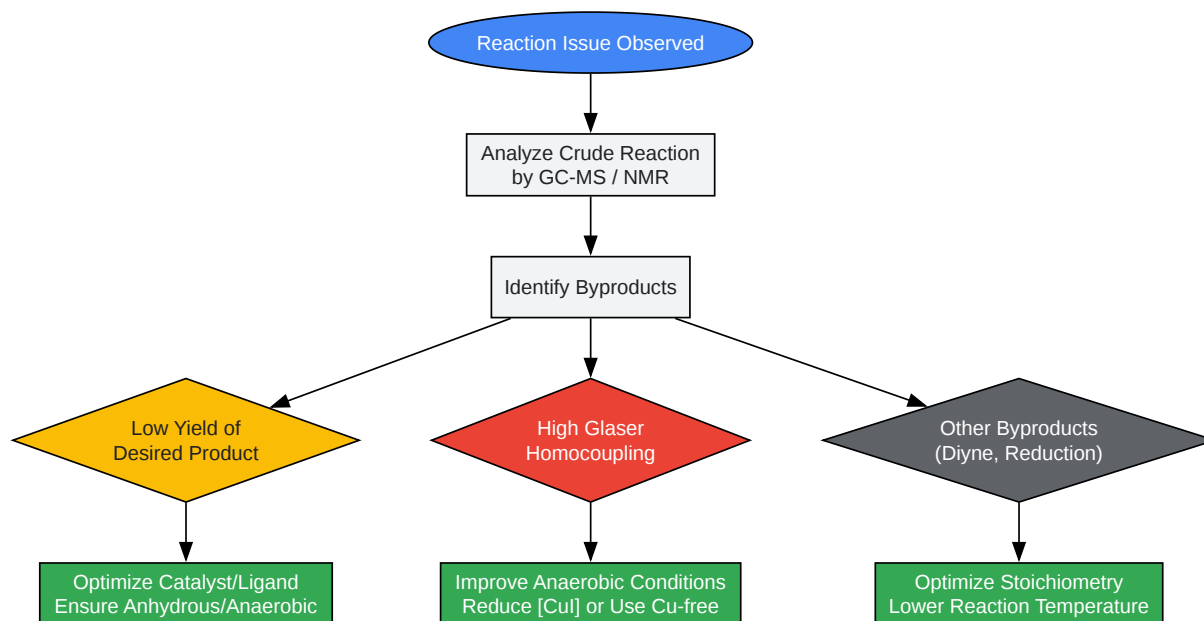 Reaction Issue Observed
Analyze Crude Reaction
by GC-MS / NMR
Identify Byproducts
Low Yield of
Desired Product
High Glaser
Homocoupling
Other Byproducts
(Diyne, Reduction)
Optimize Catalyst/Ligand
Ensure Anhydrous/Anaerobic
Improve Anaerobic Conditions
Reduce [CuI] or Use Cu-free
Optimize Stoichiometry
Lower Reaction Temperature